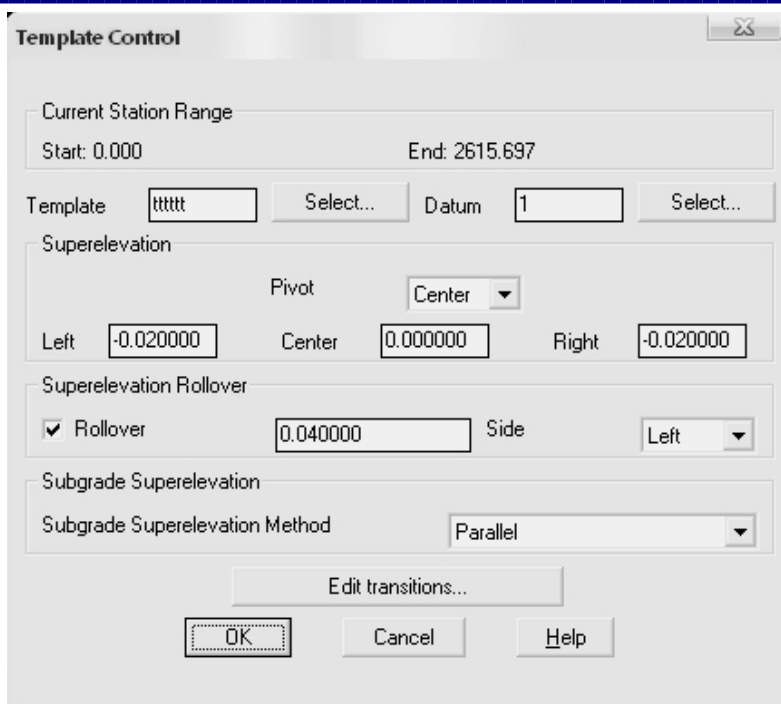 Template Control
Current Station Range
Start: 0.000 End: 2615.697
Template tttttt Select... Datum 1 Select...
Superelevation
Pivot Center
Left -0.020000 Center 0.000000 Right -0.020000
Superelevation Rollover
Rollover 0.040000 Side Left
Subgrade Superelevation
Subgrade Superelevation Method Parallel
Edit transitions...
OK Cancel Help